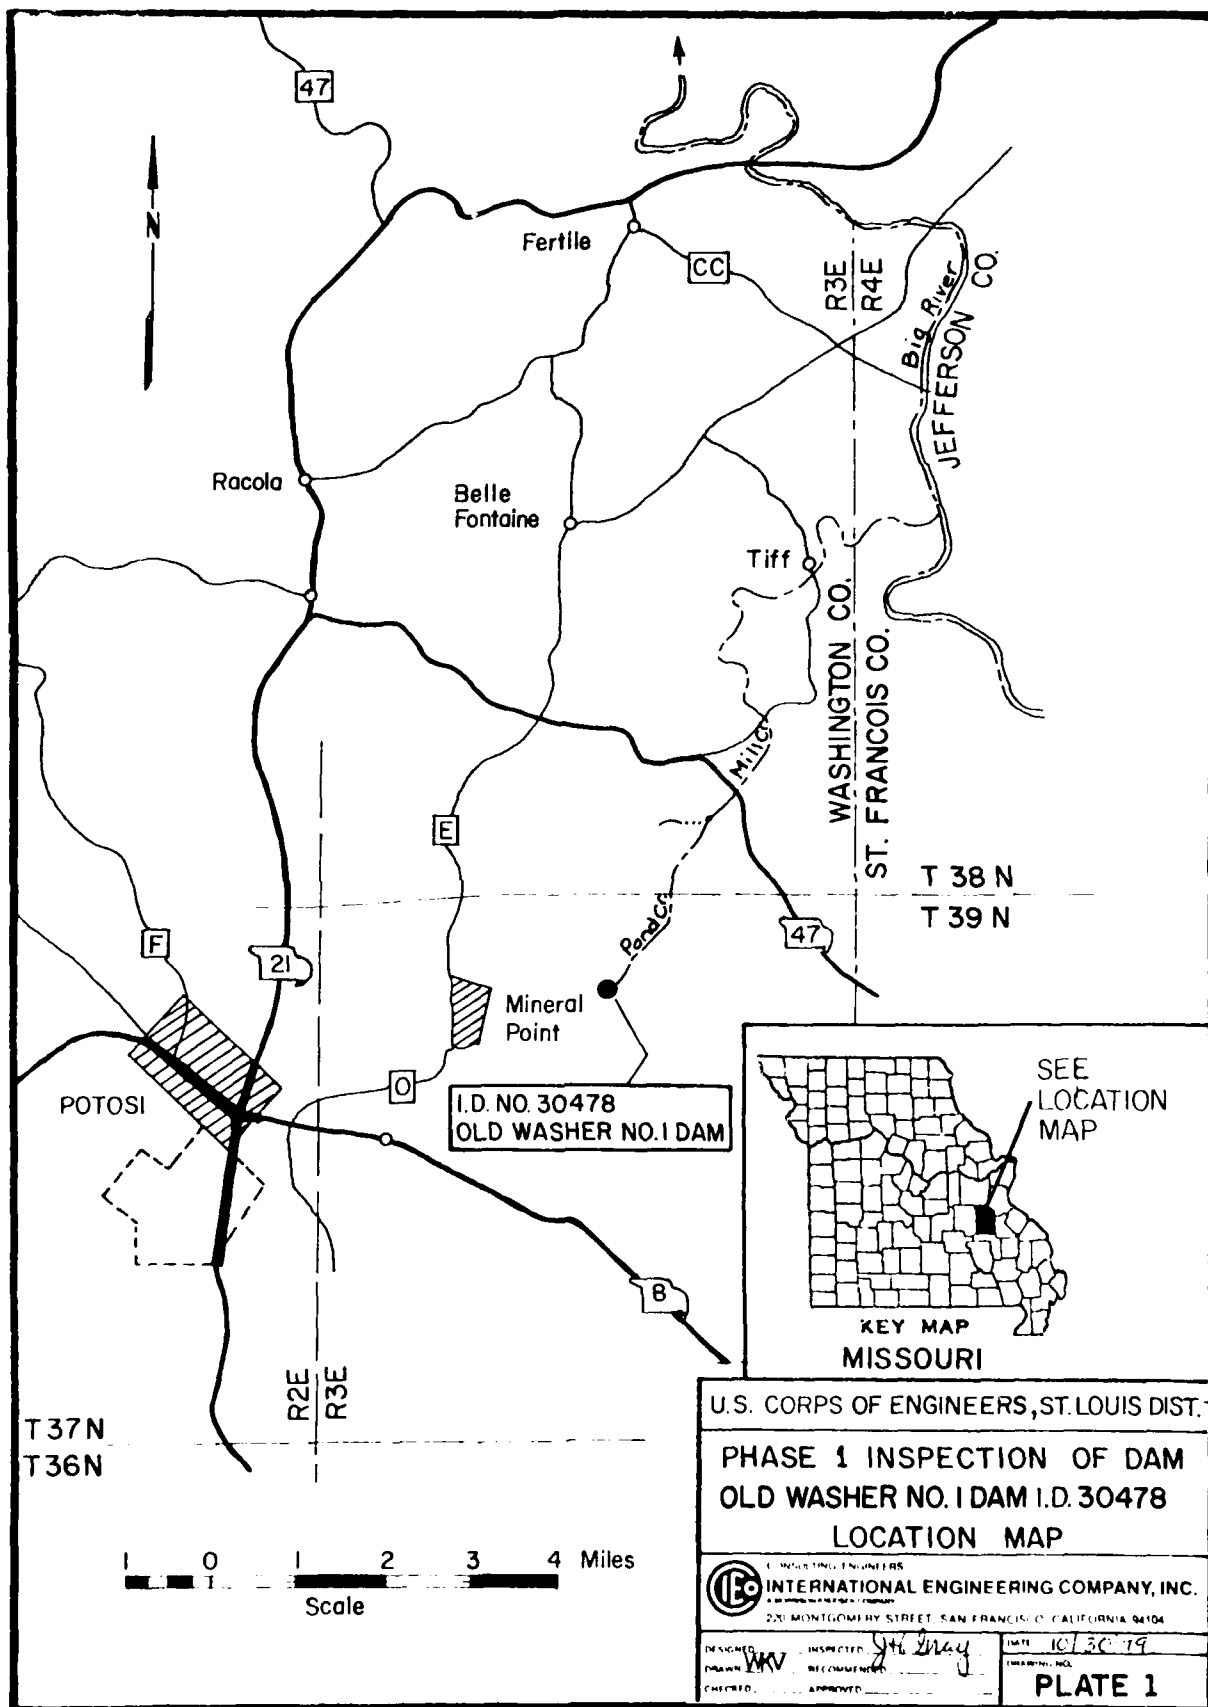 47
N
Fertile
CC
R3E
R4E
Big River
JEFFERSON CO.
Racola
Belle
Fontaine
Tiff
WASHINGTON CO.
ST. FRANCOIS CO.
Mill Cr.
E
T 38 N
T 39 N
Pond Cr.
47
F
21
Mineral
Point
O
POTOSI
I.D. NO. 30478
OLD WASHER NO. 1 DAM
SEE
LOCATION
MAP
KEY MAP
MISSOURI
8
R2E
R3E
T37N
T36N
1 0 1 2 3 4 Miles
Scale
U.S. CORPS OF ENGINEERS, ST. LOUIS DIST.
PHASE 1 INSPECTION OF DAM
OLD WASHER NO. 1 DAM I.D. 30478
LOCATION MAP
IECO
CONSULTING ENGINEERS
INTERNATIONAL ENGINEERING COMPANY, INC.
220 MONTGOMERY STREET, SAN FRANCISCO, CALIFORNIA 94104
DESIGNED INSPECTED
DATE 10/30/79
DRAWN WKV RECOMMENDED
DRAWING NO.
CHECKED APPROVED
PLATE 1